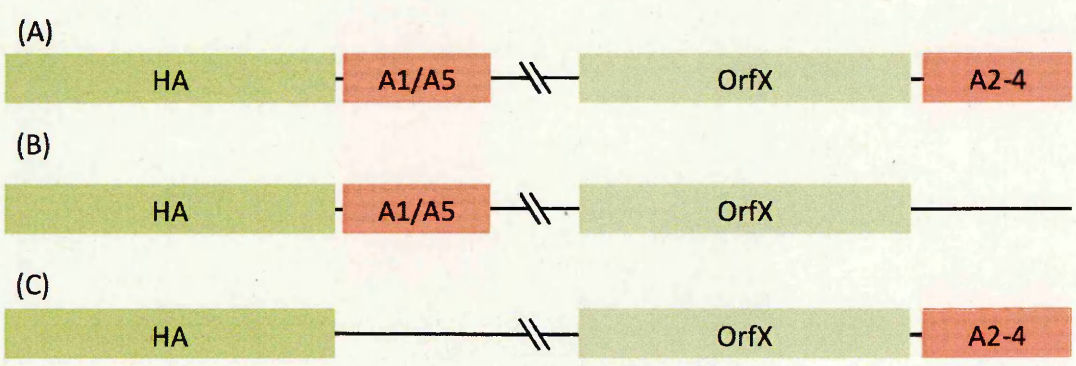 (A)
HA A1/A5 OrfX A2-4
(B)
HA A1/A5 OrfX
(C)
HA OrfX A2-4